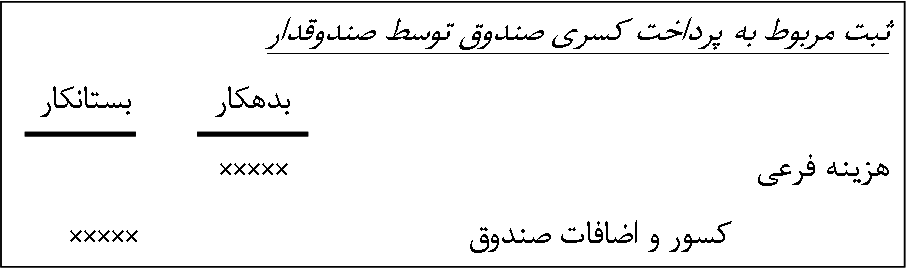 ثبت مربوط به پرداخت کسری صندوق توسط صندوقدار
بدهکار بستانکار
هزینه فرعی ×××××
کسور و اضافات صندوق ×××××